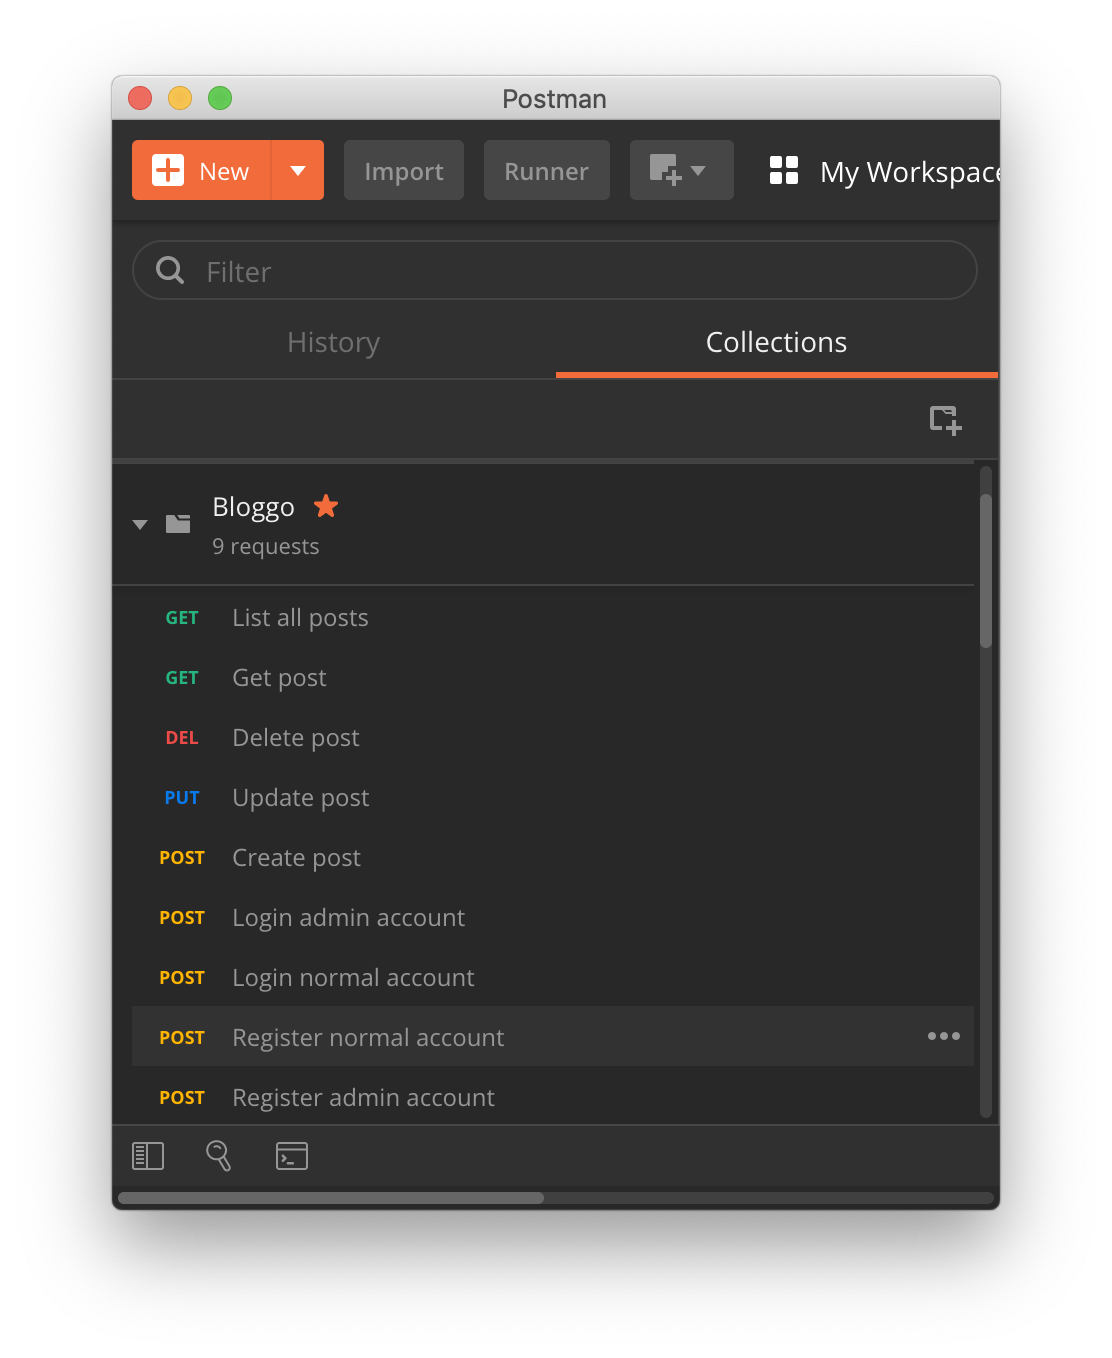 Postman
New Import Runner My Workspace
Filter
History Collections
Bloggo
9 requests
GET List all posts
GET Get post
DEL Delete post
PUT Update post
POST Create post
POST Login admin account
POST Login normal account
POST Register normal account
POST Register admin account